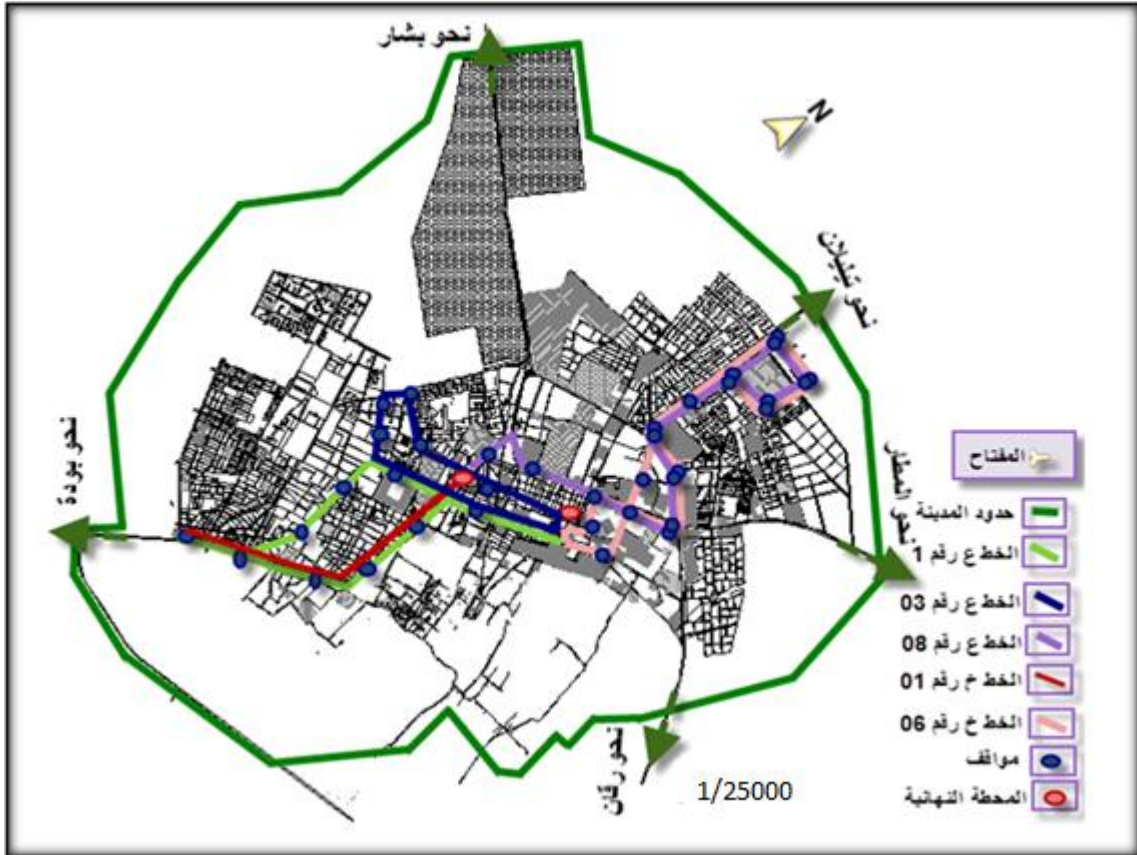 نحو بشار
N
نحو تيليلان
نحو المطار
نحو بودة
نحو رقان
1/25000
المفتاح
حدود المدينة
الخط ع رقم 1
الخط ع رقم 03
الخط ع رقم 08
الخط خ رقم 01
الخط خ رقم 06
مواقف
المحطة النهائية